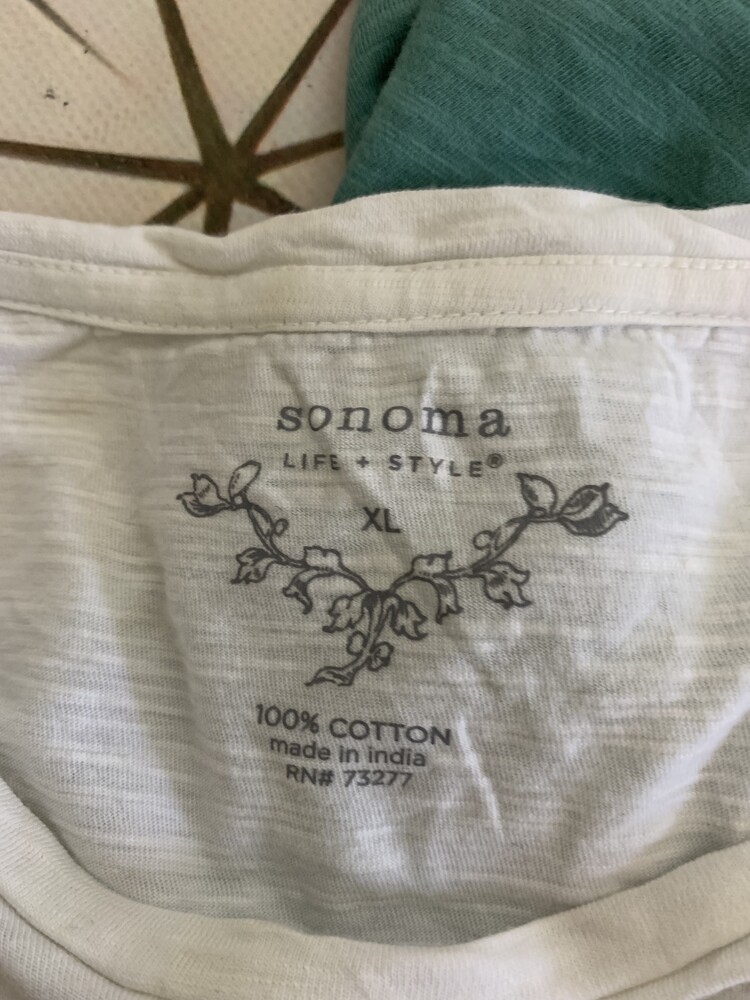 sonoma
LIFE + STYLE®
XL
100% COTTON
made in india
RN# 73277